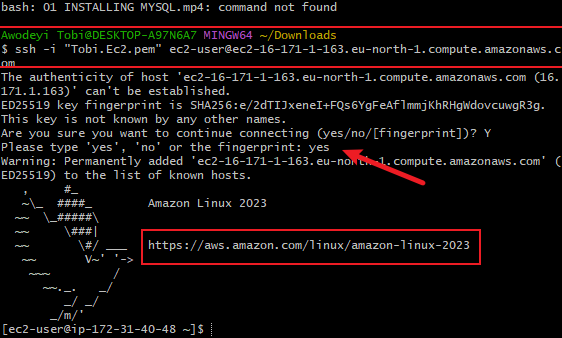 bash: O1 INSTALLING MYSQL.mp4: command not found
Awodeyi Tobi@DESKTOP-A97N6A7 MINGW64 ~/Downloads
$ ssh -i "Tobi.Ec2.pem" ec2-user@ec2-16-171-1-163.eu-north-1.compute.amazonaws.c
om
The authenticity of host 'ec2-16-171-1-163.eu-north-1.compute.amazonaws.com (16.
171.1.163)' can't be established.
ED25519 key fingerprint is SHA256:e/2dTIJxeneI+FQs6YgFeAflmmjKhRHgWdovcuwgR3g.
This key is not known by any other names.
Are you sure you want to continue connecting (yes/no/[fingerprint])? Y
Please type 'yes', 'no' or the fingerprint: yes
Warning: Permanently added 'ec2-16-171-1-163.eu-north-1.compute.amazonaws.com' (
ED25519) to the list of known hosts.
   ,     #_
   ~\_  ####_        Amazon Linux 2023
  ~~  \_#####\
  ~~     \###|
  ~~       \#/ ___   https://aws.amazon.com/linux/amazon-linux-2023
   ~~       V~' '->
    ~~~         /
      ~~._.   _/
         _/ _/
       _/m/'
[ec2-user@ip-172-31-40-48 ~]$